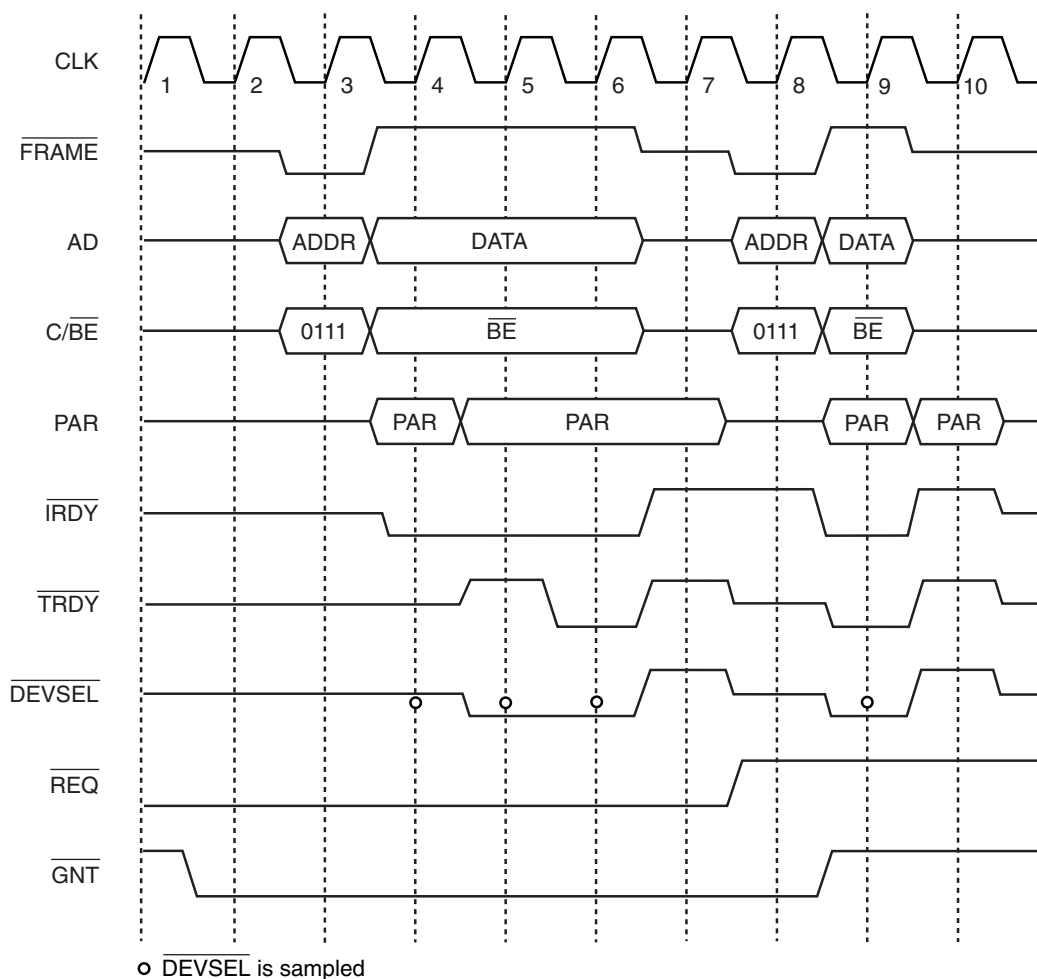 CLK
1 2 3 4 5 6 7 8 9 10
FRAME
AD
ADDR DATA ADDR DATA
C/BE
0111 BE 0111 BE
PAR
PAR PAR PAR PAR
IRDY
TRDY
DEVSEL
REQ
GNT
DEVSEL is sampled